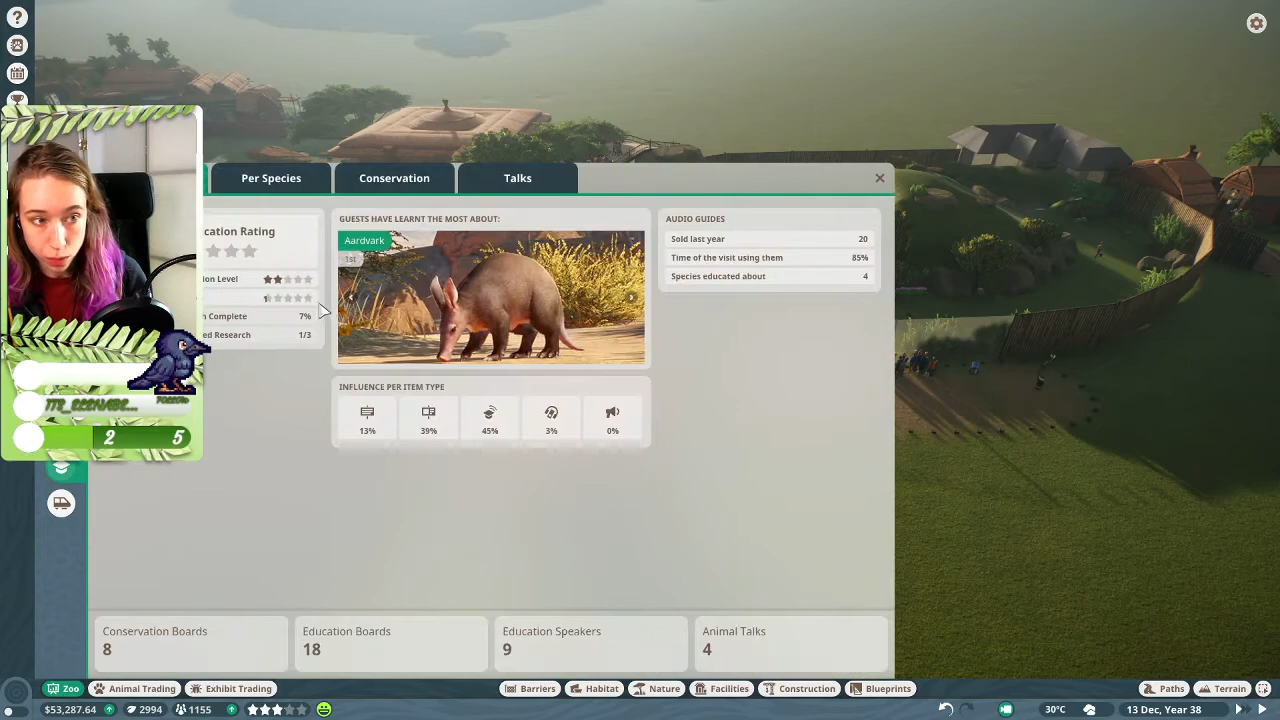 ?
Per Species
Conservation
Talks
cation Rating
on Level
n Complete 7%
ed Research 1/3
GUESTS HAVE LEARNT THE MOST ABOUT:
Aardvark
1st
INFLUENCE PER ITEM TYPE
13% 39% 45% 3% 0%
AUDIO GUIDES
Sold last year 20
Time of the visit using them 85%
Species educated about 4
2 5
Conservation Boards
8
Education Boards
18
Education Speakers
9
Animal Talks
4
Zoo Animal Trading Exhibit Trading Barriers Habitat Nature Facilities Construction Blueprints Paths Terrain
$53,287.64 2994 1155 30°C 13 Dec, Year 38